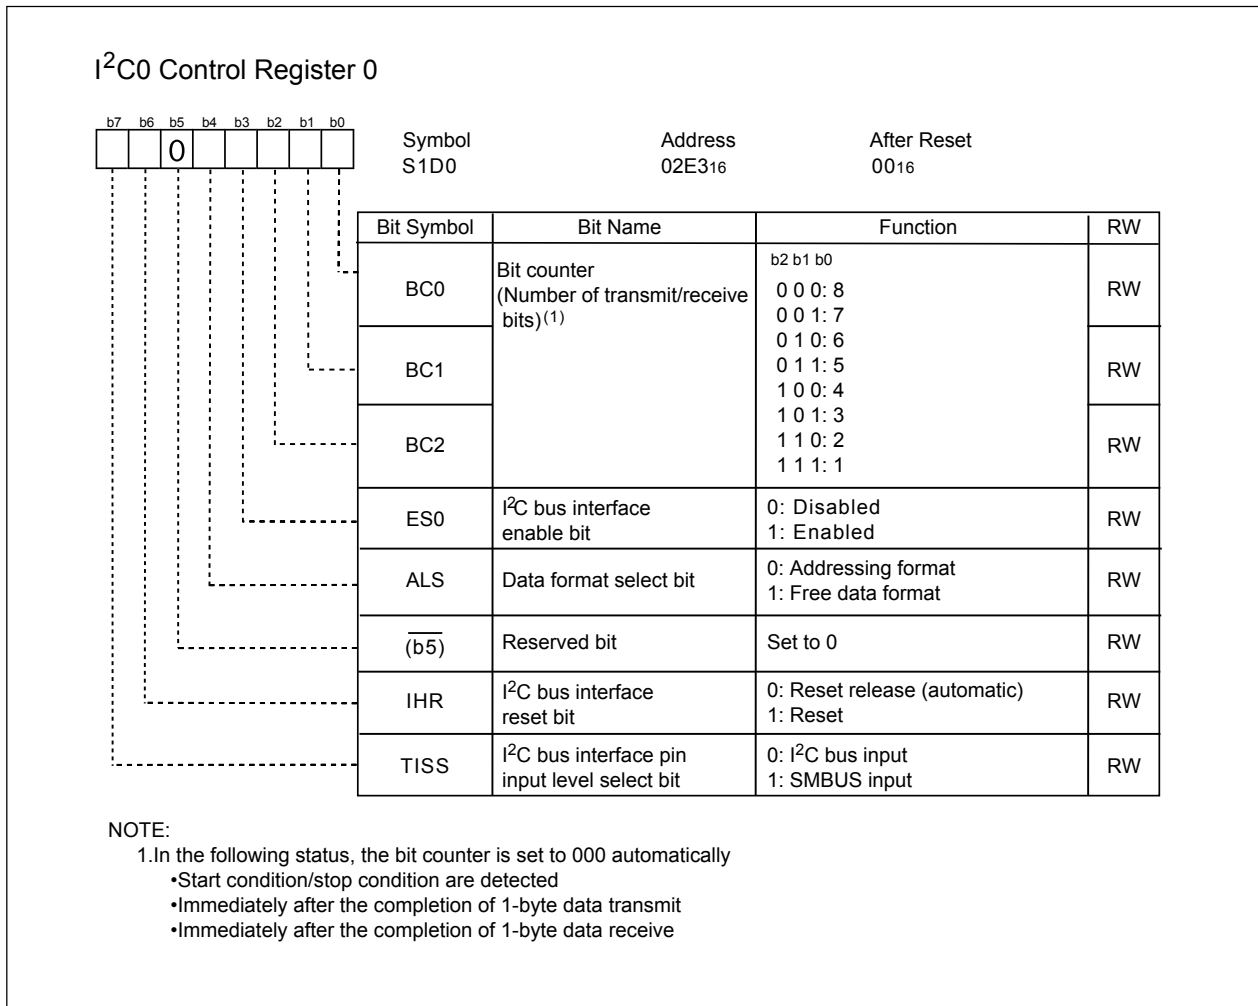 I²C0 Control Register 0
b7 b6 b5 b4 b3 b2 b1 b0
0
Symbol Address After Reset
S1D0 02E316 0016
Bit Symbol Bit Name Function RW
BC0
Bit counter
(Number of transmit/receive
bits)(1)
b2 b1 b0
0 0 0: 8
0 0 1: 7
0 1 0: 6
0 1 1: 5
1 0 0: 4
1 0 1: 3
1 1 0: 2
1 1 1: 1
RW
BC1
RW
BC2
RW
ES0
I²C bus interface
enable bit
0: Disabled
1: Enabled
RW
ALS
Data format select bit
0: Addressing format
1: Free data format
RW
(b5)
Reserved bit
Set to 0
RW
IHR
I²C bus interface
reset bit
0: Reset release (automatic)
1: Reset
RW
TISS
I²C bus interface pin
input level select bit
0: I²C bus input
1: SMBUS input
RW
NOTE:
1.In the following status, the bit counter is set to 000 automatically
•Start condition/stop condition are detected
•Immediately after the completion of 1-byte data transmit
•Immediately after the completion of 1-byte data receive